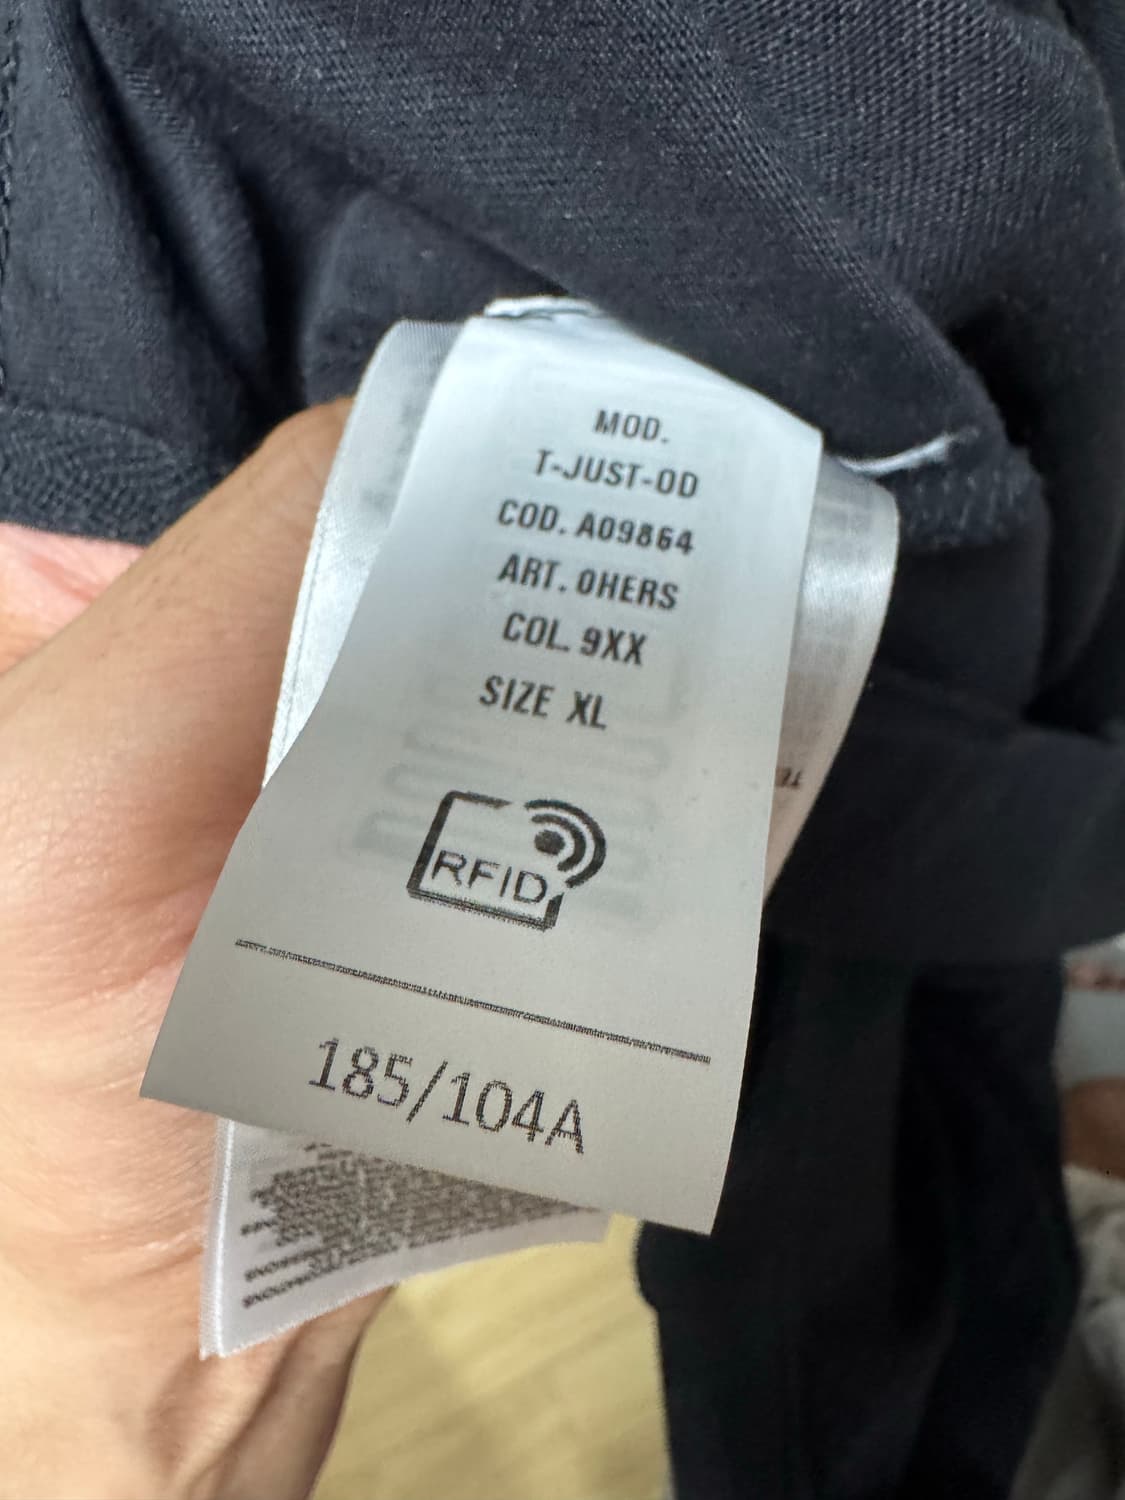 MOD.
T-JUST-OD
COD. A09864
ART. 0HERS
COL. 9XX
SIZE XL
RFID
185/104A